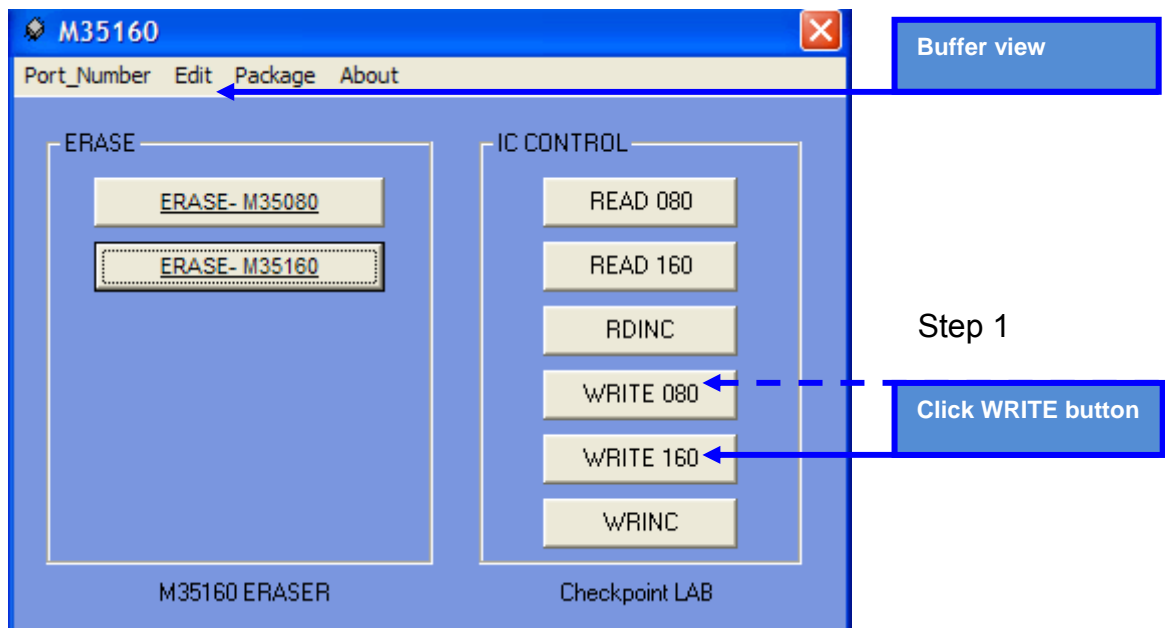 M35160
Buffer view
Port_Number Edit Package About
ERASE
IC CONTROL
ERASE- M35080
READ 080
ERASE- M35160
READ 160
RDINC
Step 1
WRITE 080
Click WRITE button
WRITE 160
WRINC
M35160 ERASER
Checkpoint LAB